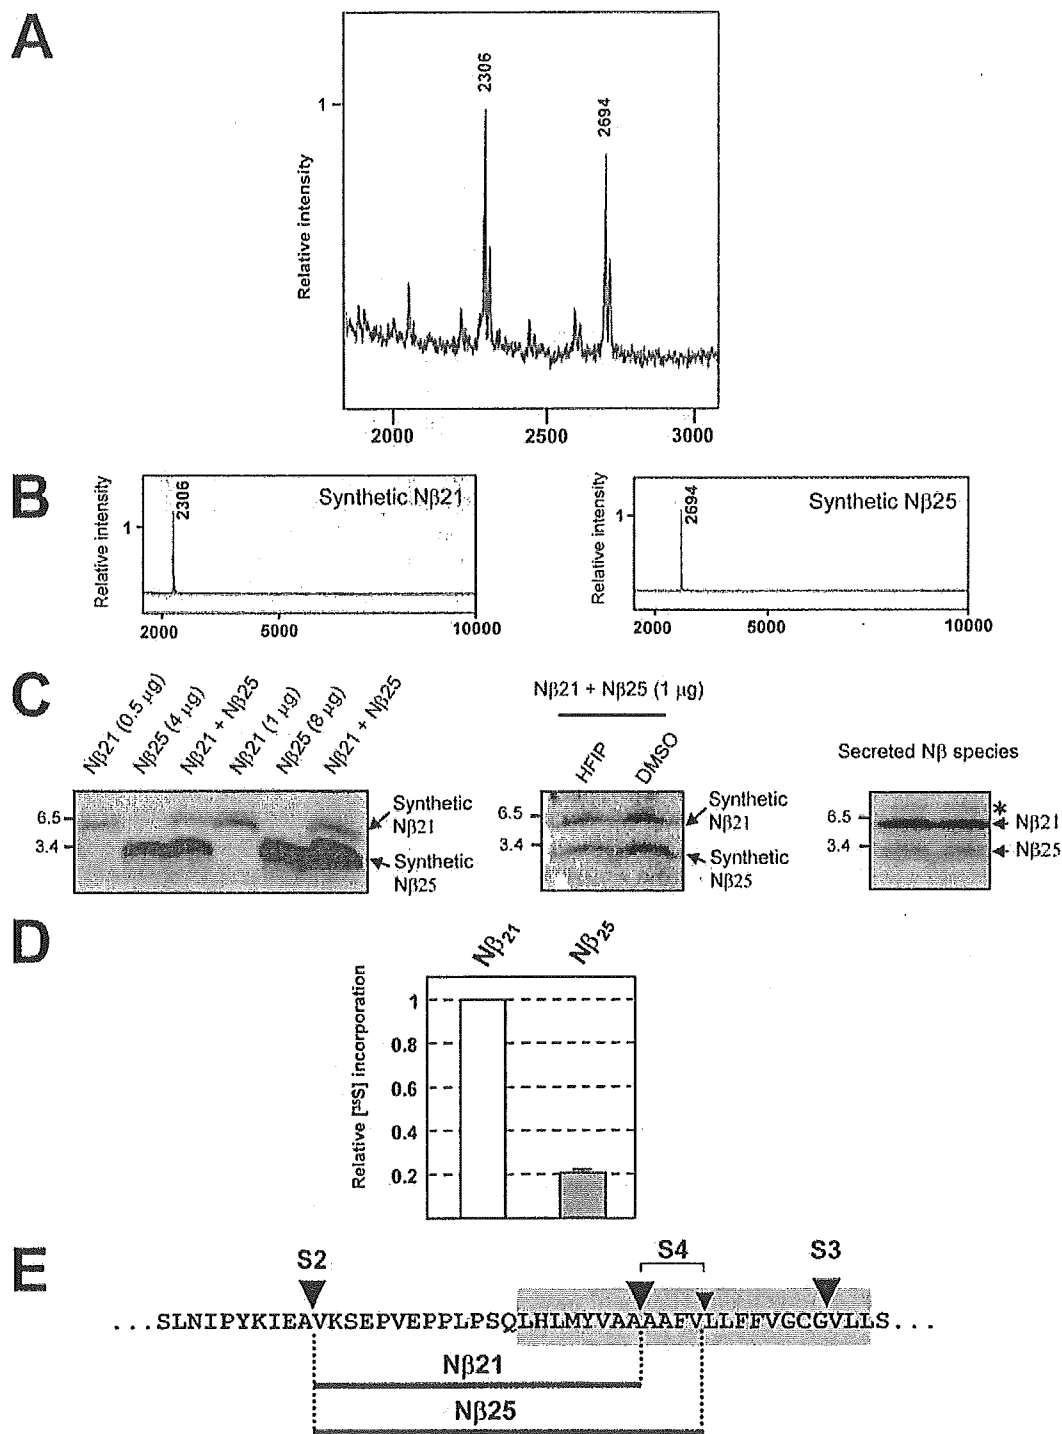 A
Relative intensity
1
2306
2694
2000 2500 3000
B
Relative intensity
1
2306
Synthetic Nβ21
2000 5000 10000
Relative intensity
1
2694
Synthetic Nβ25
2000 5000 10000
C
Nβ21 (0.5 µg)
Nβ25 (4 µg)
Nβ21 + Nβ25
Nβ21 (1 µg)
Nβ25 (8 µg)
Nβ21 + Nβ25
6.5
3.4
Synthetic
Nβ21
Synthetic
Nβ25
Nβ21 + Nβ25 (1 µg)
HFIP
DMSO
6.5
3.4
Synthetic
Nβ21
Synthetic
Nβ25
Secreted Nβ species
6.5
3.4
*
Nβ21
Nβ25
D
Nβ21
Nβ25
Relative [35S] incorporation
1
0.8
0.6
0.4
0.2
E
S2
S4
S3
...SLNIPYKIEAVKSEPVEPPLPSQLHLMYVAAAAFVLLFFVGCGVLLS...
Nβ21
Nβ25